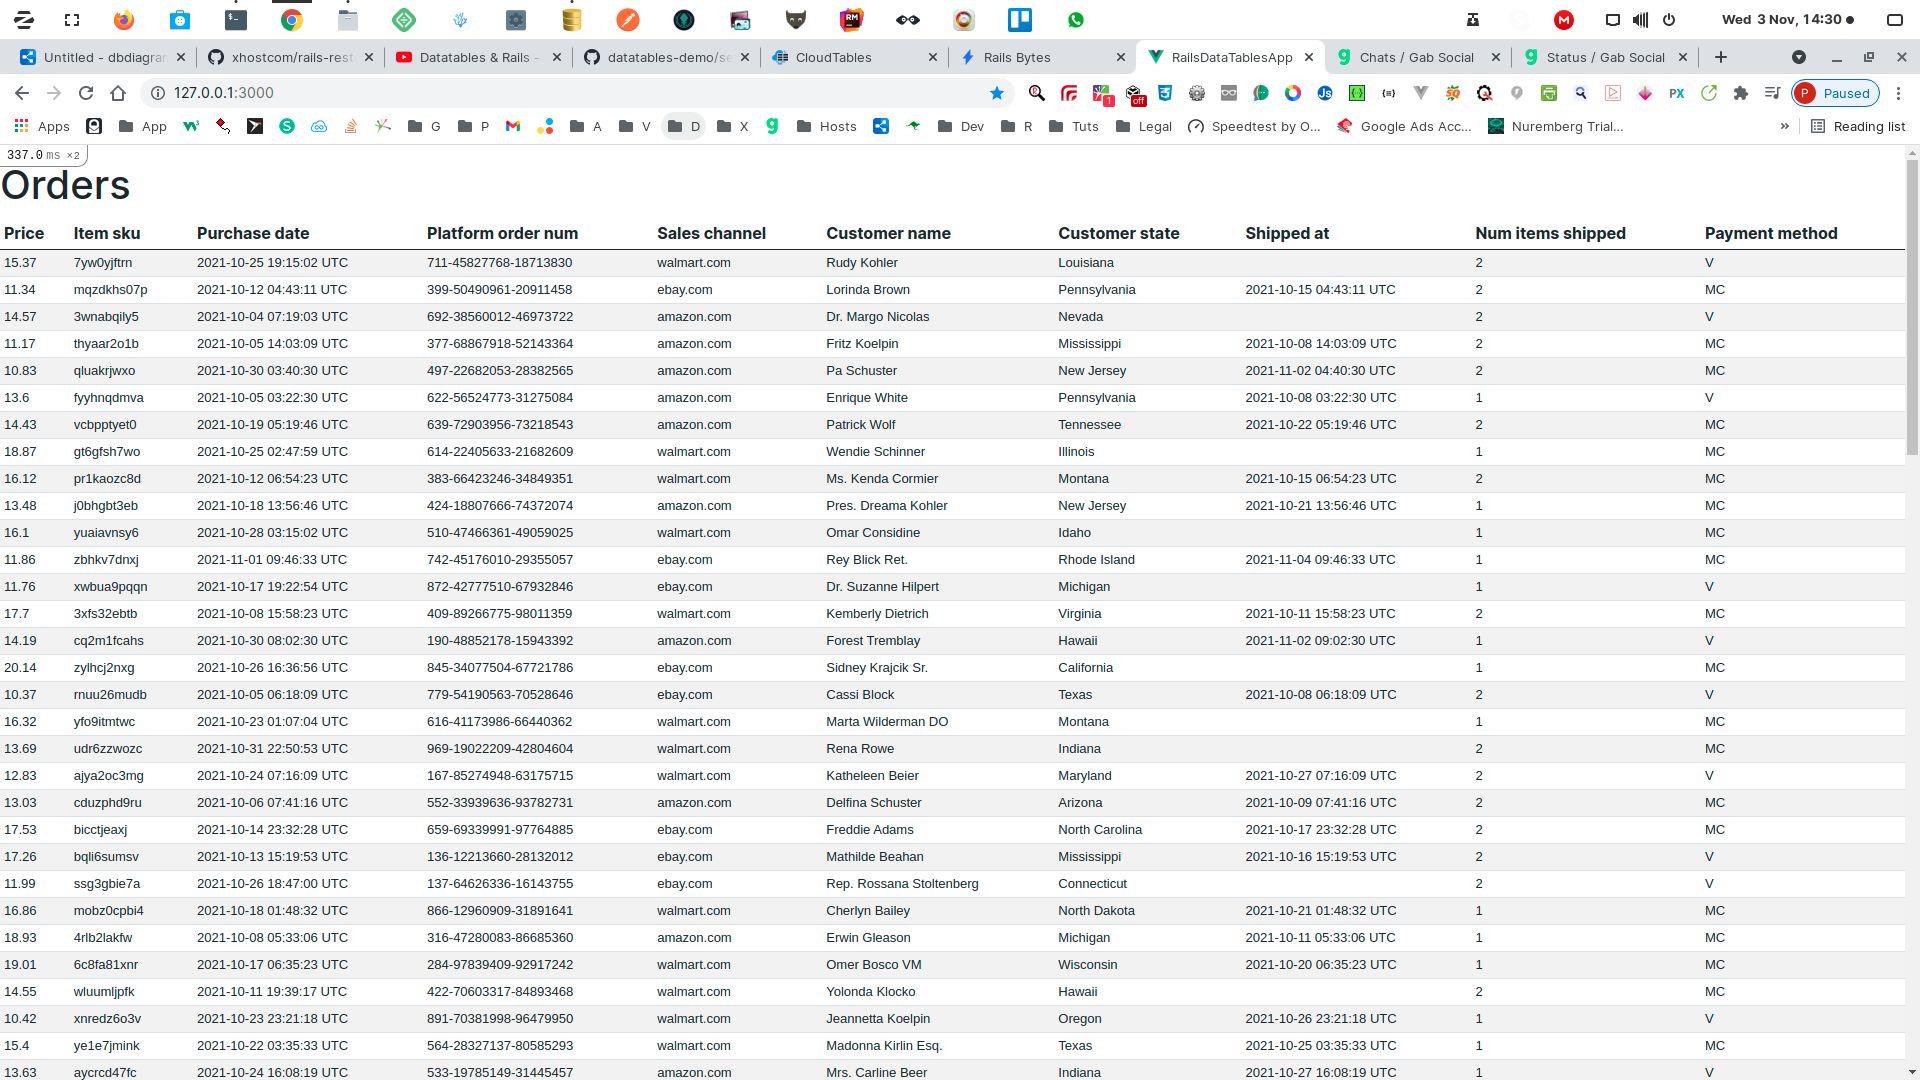 Wed 3 Nov, 14:30
Untitled - dbdiagra
xhostcom/rails-rest
Datatables & Rails -
datatables-demo/se
CloudTables
Rails Bytes
RailsDataTablesApp
Chats / Gab Social
Status / Gab Social
127.0.0.1:3000
P Paused
Apps App G P A V D X Hosts Dev R Tuts Legal Speedtest by O... Google Ads Acc... Nuremberg Trial... » Reading list
337.0 ms ×2
Orders
Price Item sku Purchase date Platform order num Sales channel Customer name Customer state Shipped at Num items shipped Payment method
15.37 7yw0yjftrn 2021-10-25 19:15:02 UTC 711-45827768-18713830 walmart.com Rudy Kohler Louisiana 2 V
11.34 mqzdkhs07p 2021-10-12 04:43:11 UTC 399-50490961-20911458 ebay.com Lorinda Brown Pennsylvania 2021-10-15 04:43:11 UTC 2 MC
14.57 3wnabqily5 2021-10-04 07:19:03 UTC 692-38560012-46973722 amazon.com Dr. Margo Nicolas Nevada 2 V
11.17 thyaar2o1b 2021-10-05 14:03:09 UTC 377-68867918-52143364 amazon.com Fritz Koelpin Mississippi 2021-10-08 14:03:09 UTC 2 MC
10.83 qluakrjwxo 2021-10-30 03:40:30 UTC 497-22682053-28382565 amazon.com Pa Schuster New Jersey 2021-11-02 04:40:30 UTC 2 MC
13.6 fyyhnqdmva 2021-10-05 03:22:30 UTC 622-56524773-31275084 amazon.com Enrique White Pennsylvania 2021-10-08 03:22:30 UTC 1 V
14.43 vcbpptyet0 2021-10-19 05:19:46 UTC 639-72903956-73218543 amazon.com Patrick Wolf Tennessee 2021-10-22 05:19:46 UTC 2 MC
18.87 gt6gfsh7wo 2021-10-25 02:47:59 UTC 614-22405633-21682609 walmart.com Wendie Schinner Illinois 1 MC
16.12 pr1kaozc8d 2021-10-12 06:54:23 UTC 383-66423246-34849351 walmart.com Ms. Kenda Cormier Montana 2021-10-15 06:54:23 UTC 2 MC
13.48 j0bhgbt3eb 2021-10-18 13:56:46 UTC 424-18807666-74372074 amazon.com Pres. Dreama Kohler New Jersey 2021-10-21 13:56:46 UTC 1 MC
16.1 yuaiavnsy6 2021-10-28 03:15:02 UTC 510-47466361-49059025 walmart.com Omar Considine Idaho 1 MC
11.86 zbhkv7dnxj 2021-11-01 09:46:33 UTC 742-45176010-29355057 ebay.com Rey Blick Ret. Rhode Island 2021-11-04 09:46:33 UTC 1 MC
11.76 xwbua9pqqn 2021-10-17 19:22:54 UTC 872-42777510-67932846 ebay.com Dr. Suzanne Hilpert Michigan 1 V
17.7 3xfs32ebtb 2021-10-08 15:58:23 UTC 409-89266775-98011359 walmart.com Kemberly Dietrich Virginia 2021-10-11 15:58:23 UTC 2 MC
14.19 cq2m1fcahs 2021-10-30 08:02:30 UTC 190-48852178-15943392 amazon.com Forest Tremblay Hawaii 2021-11-02 09:02:30 UTC 1 V
20.14 zylhcj2nxg 2021-10-26 16:36:56 UTC 845-34077504-67721786 ebay.com Sidney Krajcik Sr. California 1 MC
10.37 rnuu26mudb 2021-10-05 06:18:09 UTC 779-54190563-70528646 ebay.com Cassi Block Texas 2021-10-08 06:18:09 UTC 2 V
16.32 yfo9itmtwc 2021-10-23 01:07:04 UTC 616-41173986-66440362 walmart.com Marta Wilderman DO Montana 1 MC
13.69 udr6zzwozc 2021-10-31 22:50:53 UTC 969-19022209-42804604 walmart.com Rena Rowe Indiana 2 MC
12.83 ajya2oc3mg 2021-10-24 07:16:09 UTC 167-85274948-63175715 walmart.com Katheleen Beier Maryland 2021-10-27 07:16:09 UTC 2 V
13.03 cduzphd9ru 2021-10-06 07:41:16 UTC 552-33939636-93782731 amazon.com Delfina Schuster Arizona 2021-10-09 07:41:16 UTC 2 MC
17.53 bicctjeaxj 2021-10-14 23:32:28 UTC 659-69339991-97764885 ebay.com Freddie Adams North Carolina 2021-10-17 23:32:28 UTC 2 MC
17.26 bqli6sumsv 2021-10-13 15:19:53 UTC 136-12213660-28132012 ebay.com Mathilde Beahan Mississippi 2021-10-16 15:19:53 UTC 2 V
11.99 ssg3gbie7a 2021-10-26 18:47:00 UTC 137-64626336-16143755 ebay.com Rep. Rossana Stoltenberg Connecticut 2 V
16.86 mobz0cpbi4 2021-10-18 01:48:32 UTC 866-12960909-31891641 walmart.com Cherlyn Bailey North Dakota 2021-10-21 01:48:32 UTC 1 MC
18.93 4rlb2lakfw 2021-10-08 05:33:06 UTC 316-47280083-86685360 amazon.com Erwin Gleason Michigan 2021-10-11 05:33:06 UTC 1 MC
19.01 6c8fa81xnr 2021-10-17 06:35:23 UTC 284-97839409-92917242 walmart.com Omer Bosco VM Wisconsin 2021-10-20 06:35:23 UTC 1 MC
14.55 wluumljpfk 2021-10-11 19:39:17 UTC 422-70603317-84893468 walmart.com Yolonda Klocko Hawaii 2 MC
10.42 xnredz6o3v 2021-10-23 23:21:18 UTC 891-70381998-96479950 walmart.com Jeannetta Koelpin Oregon 2021-10-26 23:21:18 UTC 1 V
15.4 ye1e7jmink 2021-10-22 03:35:33 UTC 564-28327137-80585293 walmart.com Madonna Kirlin Esq. Texas 2021-10-25 03:35:33 UTC 1 MC
13.63 aycrcd47fc 2021-10-24 16:08:19 UTC 533-19785149-31445457 amazon.com Mrs. Carline Beer Indiana 2021-10-27 16:08:19 UTC 1 V